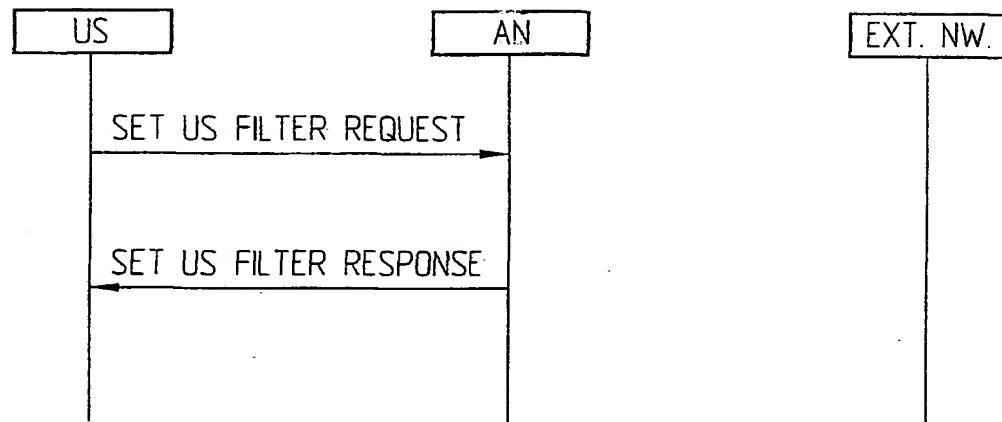 US
AN
EXT. NW.
SET US FILTER REQUEST
SET US FILTER RESPONSE